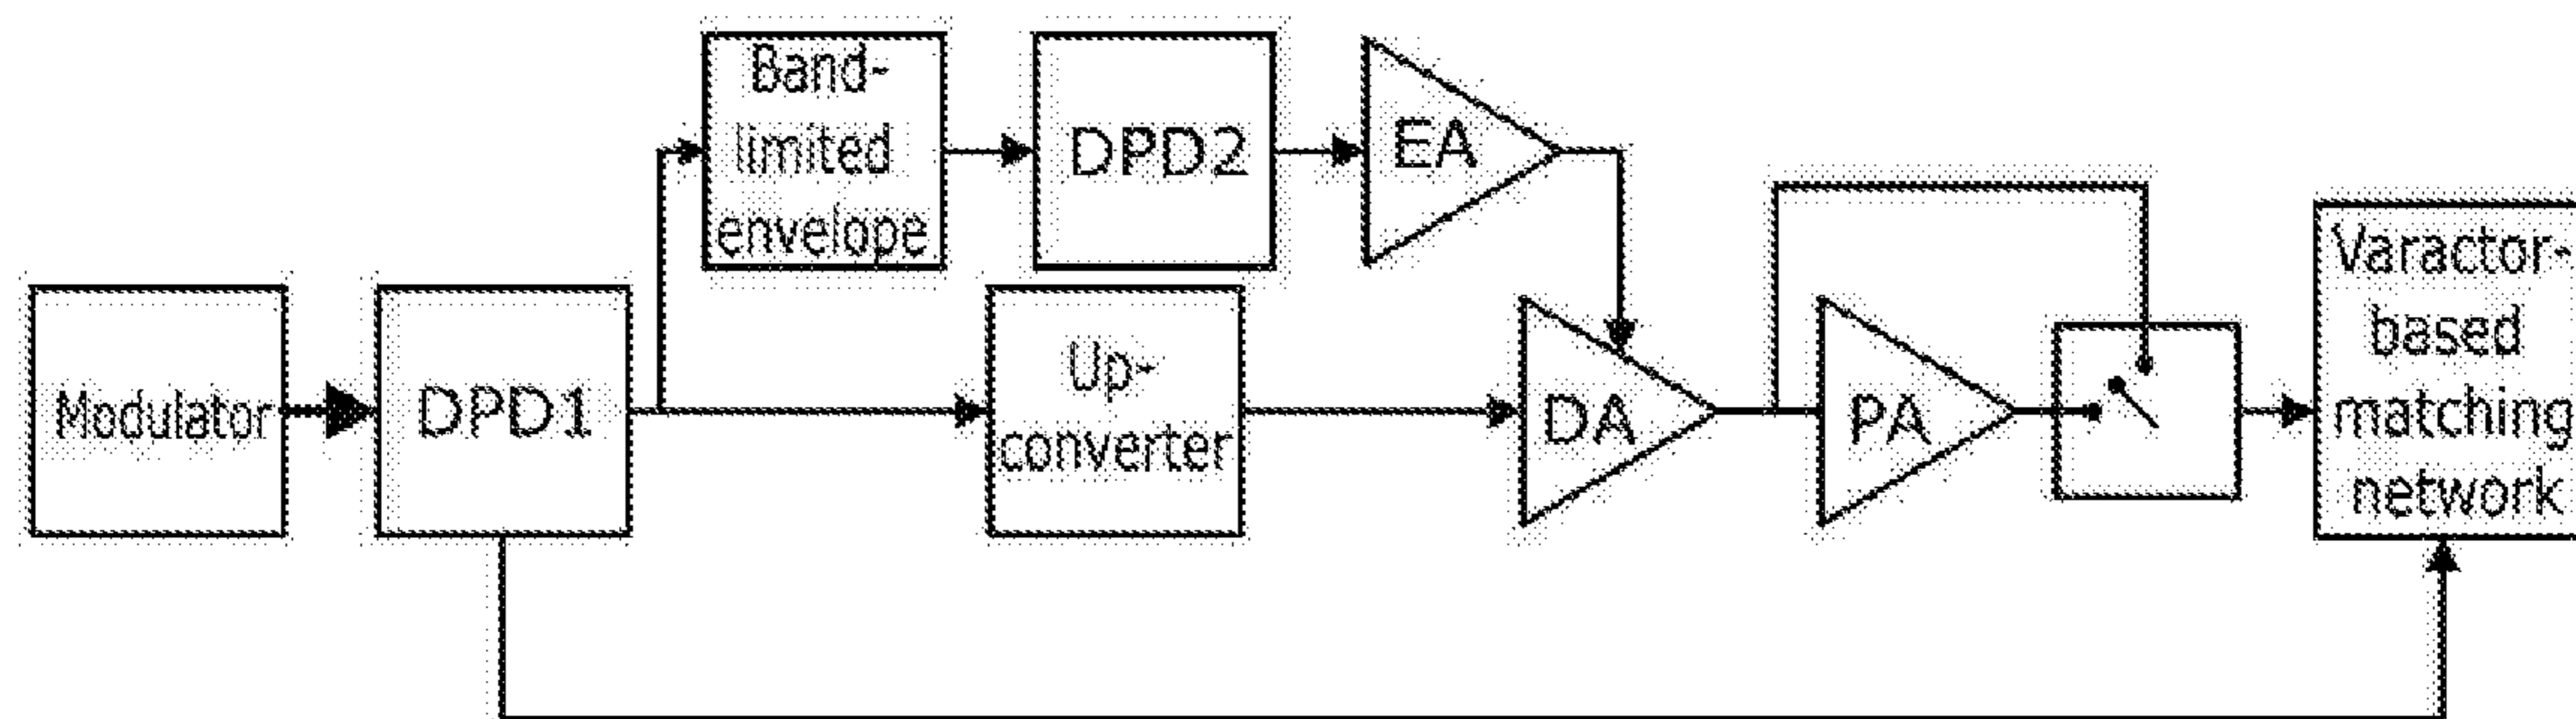 Band-
limited
envelope
DPD2
EA
Modulator
DPD1
Up-
converter
DA
PA
Varactor-
based
matching
network